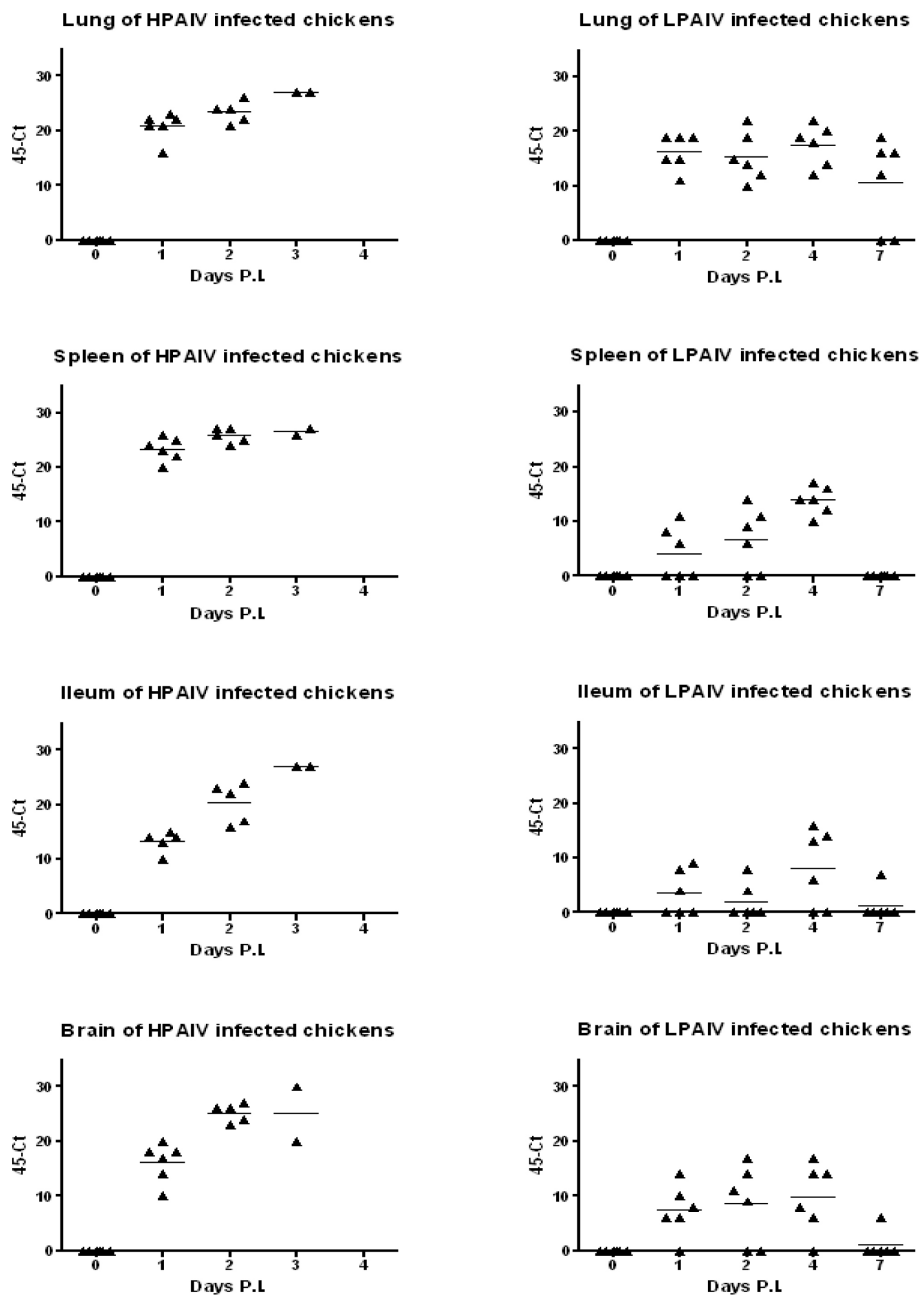 Lung of HPAIV infected chickens
45-Ct
30
20
10
0
0 1 2 3 4
Days P.I.
Lung of LPAIV infected chickens
45-Ct
30
20
10
0
0 1 2 4 7
Days P.I.
Spleen of HPAIV infected chickens
45-Ct
30
20
10
0
0 1 2 3 4
Days P.I.
Spleen of LPAIV infected chickens
45-Ct
30
20
10
0
0 1 2 4 7
Days P.I.
Ileum of HPAIV infected chickens
45-Ct
30
20
10
0
0 1 2 3 4
Days P.I.
Ileum of LPAIV infected chickens
45-Ct
30
20
10
0
0 1 2 4 7
Days P.I.
Brain of HPAIV infected chickens
45-Ct
30
20
10
0
0 1 2 3 4
Days P.I.
Brain of LPAIV infected chickens
45-Ct
30
20
10
0
0 1 2 4 7
Days P.I.